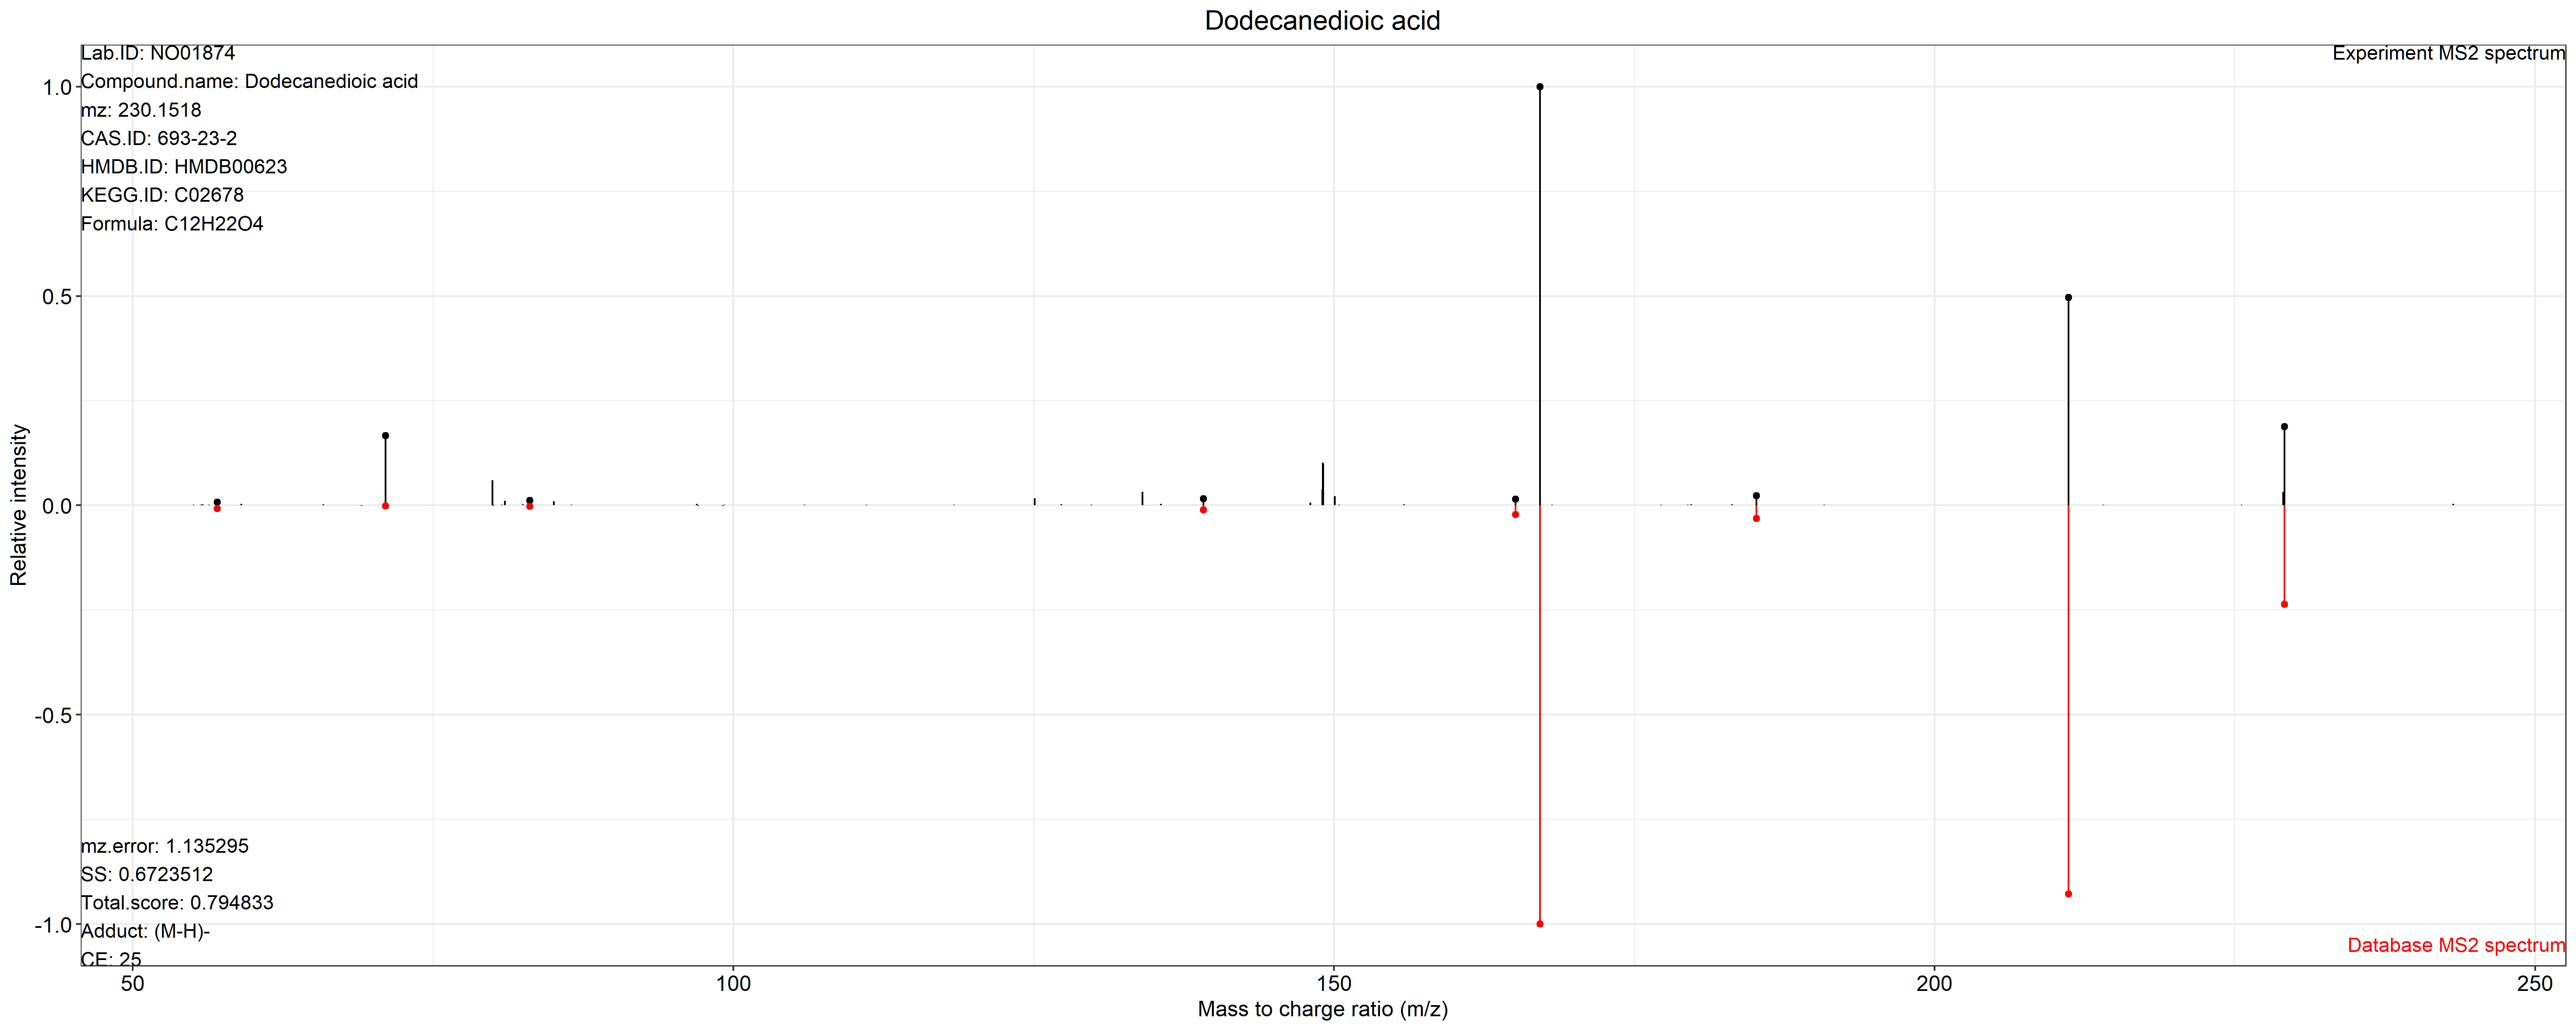 Dodecanedioic acid
Lab.ID: NO01874
Experiment MS2 spectrum
Compound.name: Dodecanedioic acid
mz: 230.1518
CAS.ID: 693-23-2
HMDB.ID: HMDB00623
KEGG.ID: C02678
Formula: C12H22O4
1.0
0.5
0.0
-0.5
-1.0
Relative intensity
mz.error: 1.135295
SS: 0.6723512
Total.score: 0.794833
Adduct: (M-H)-
CE: 25
Database MS2 spectrum
50 100 150 200 250
Mass to charge ratio (m/z)